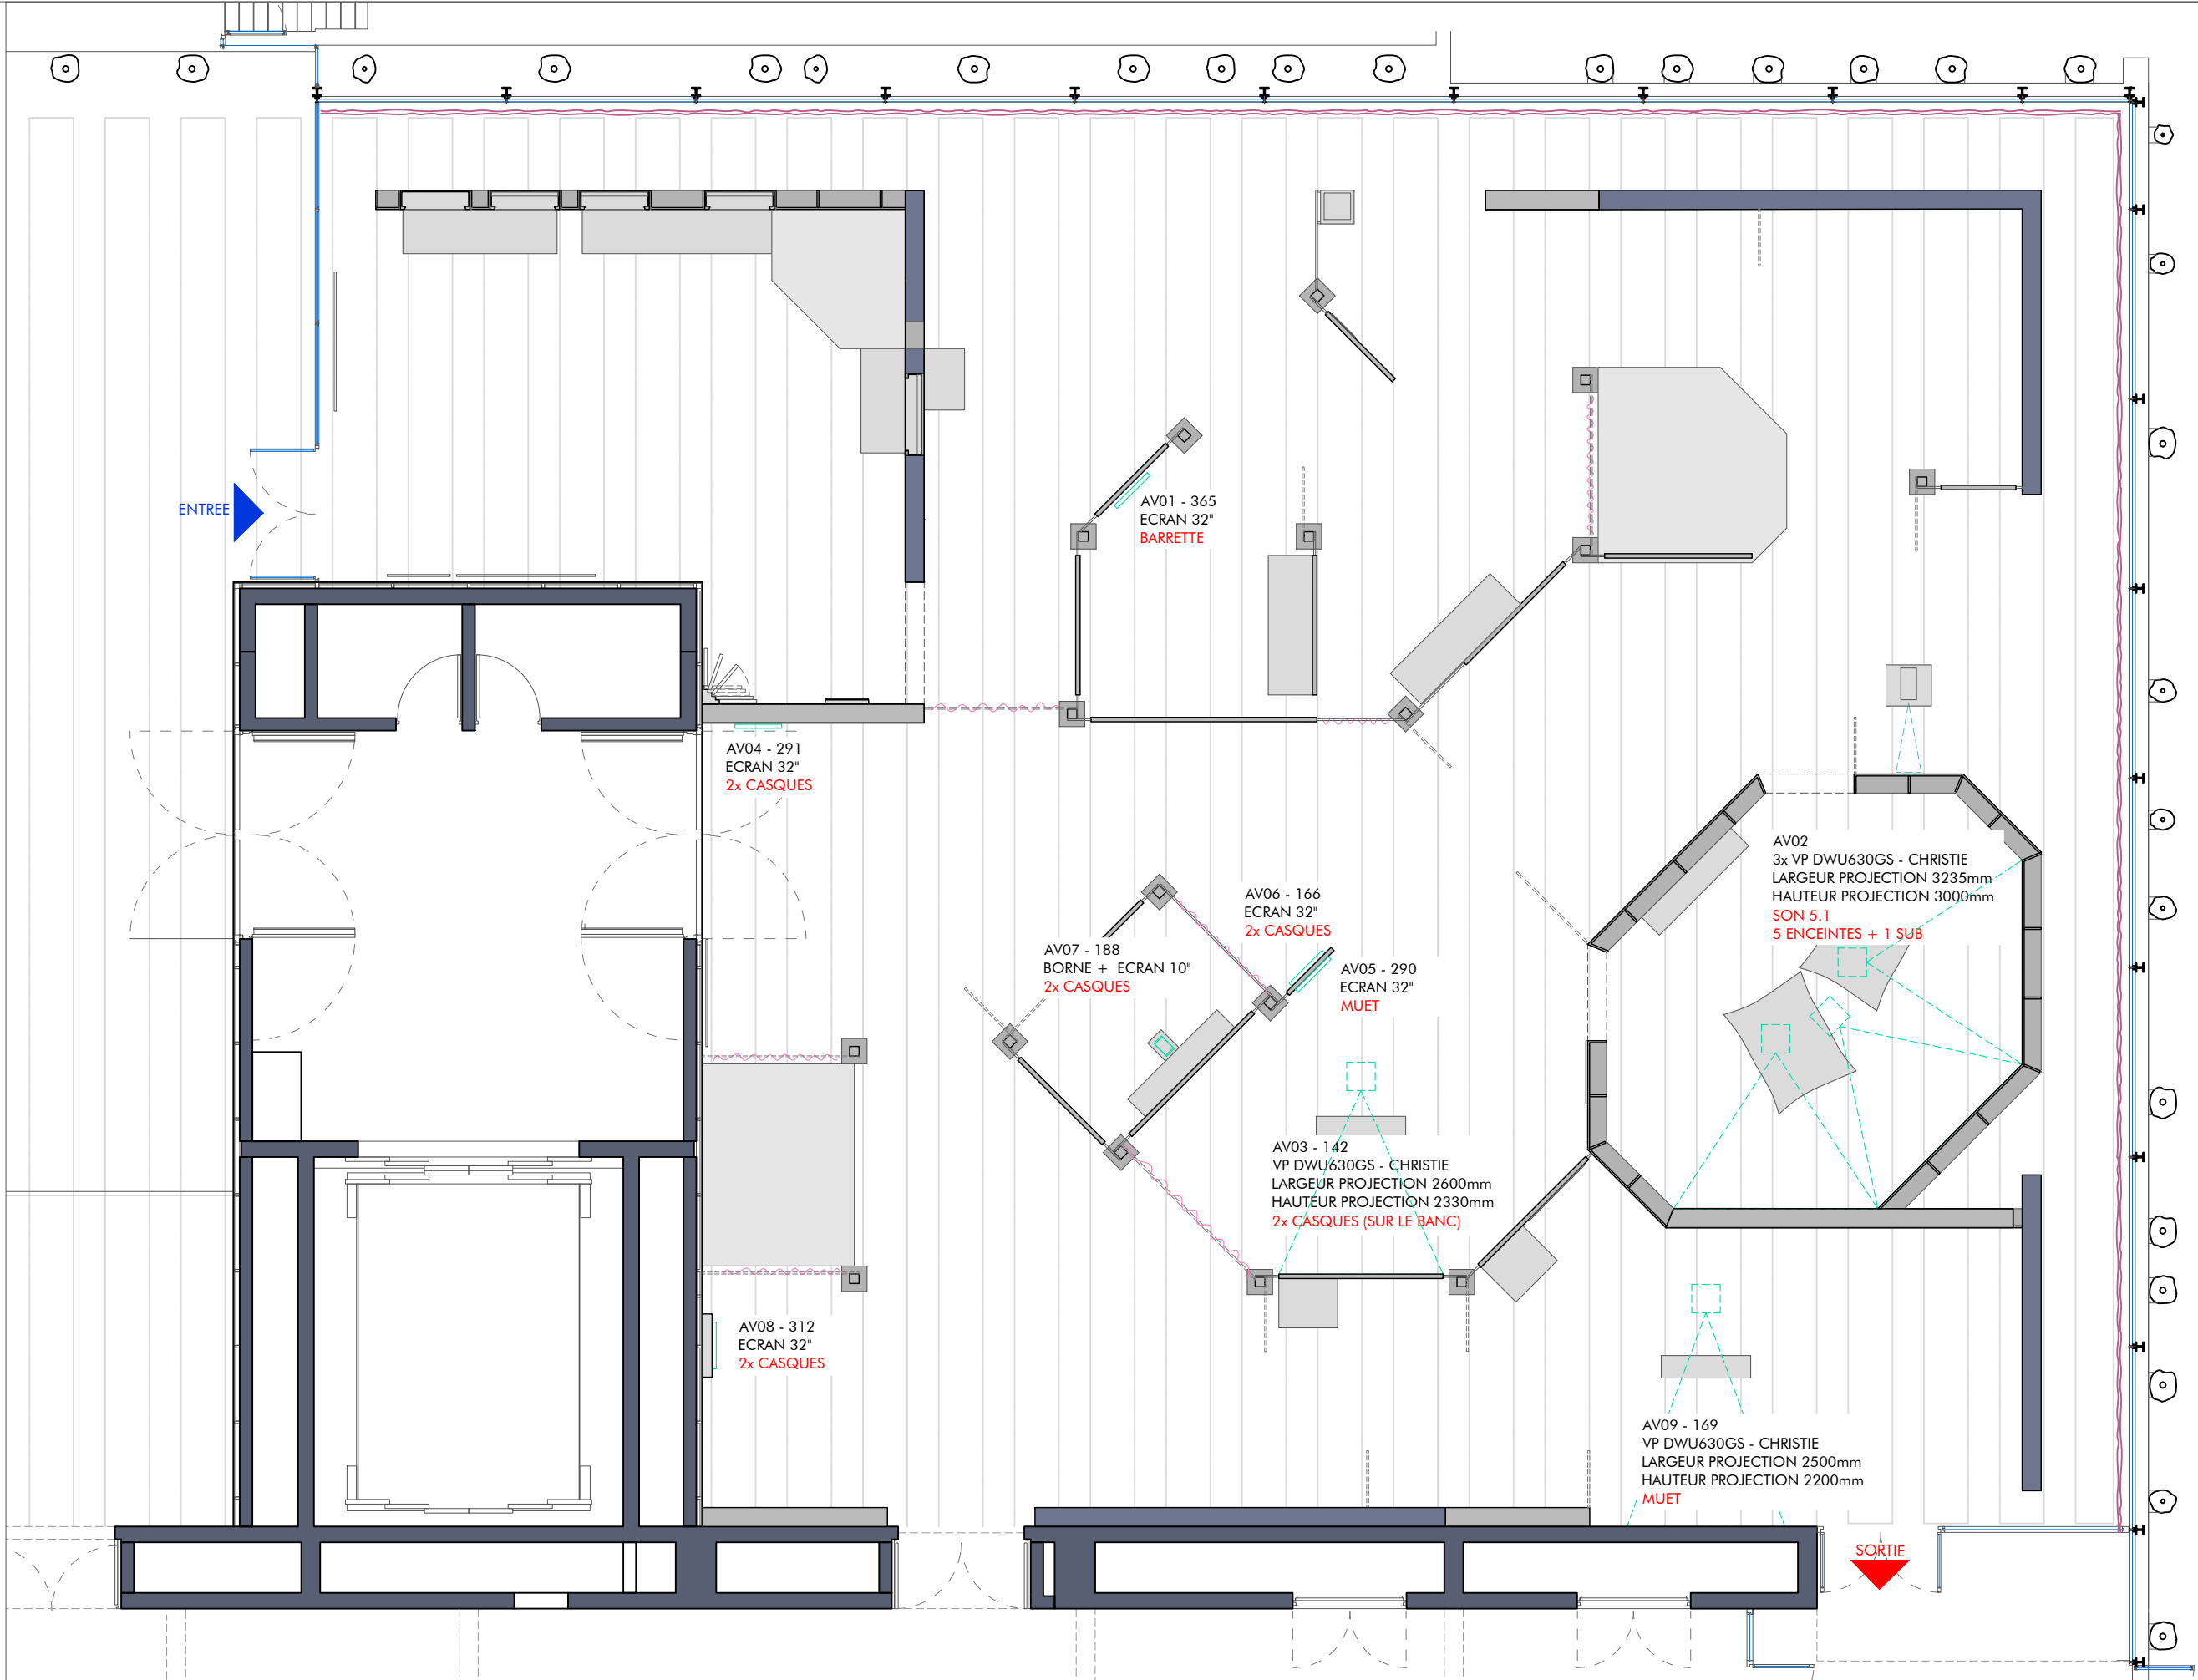 ENTREE
AV01 - 365
ECRAN 32"
BARRETTE
AV04 - 291
ECRAN 32"
2x CASQUES
AV02
3x VP DWU630GS - CHRISTIE
LARGEUR PROJECTION 3235mm
HAUTEUR PROJECTION 3000mm
SON 5.1
5 ENCEINTES + 1 SUB
AV06 - 166
ECRAN 32"
2x CASQUES
AV07 - 188
BORNE + ECRAN 10"
2x CASQUES
AV05 - 290
ECRAN 32"
MUET
AV03 - 142
VP DWU630GS - CHRISTIE
LARGEUR PROJECTION 2600mm
HAUTEUR PROJECTION 2330mm
2x CASQUES (SUR LE BANC)
AV08 - 312
ECRAN 32"
2x CASQUES
AV09 - 169
VP DWU630GS - CHRISTIE
LARGEUR PROJECTION 2500mm
HAUTEUR PROJECTION 2200mm
MUET
SORTIE